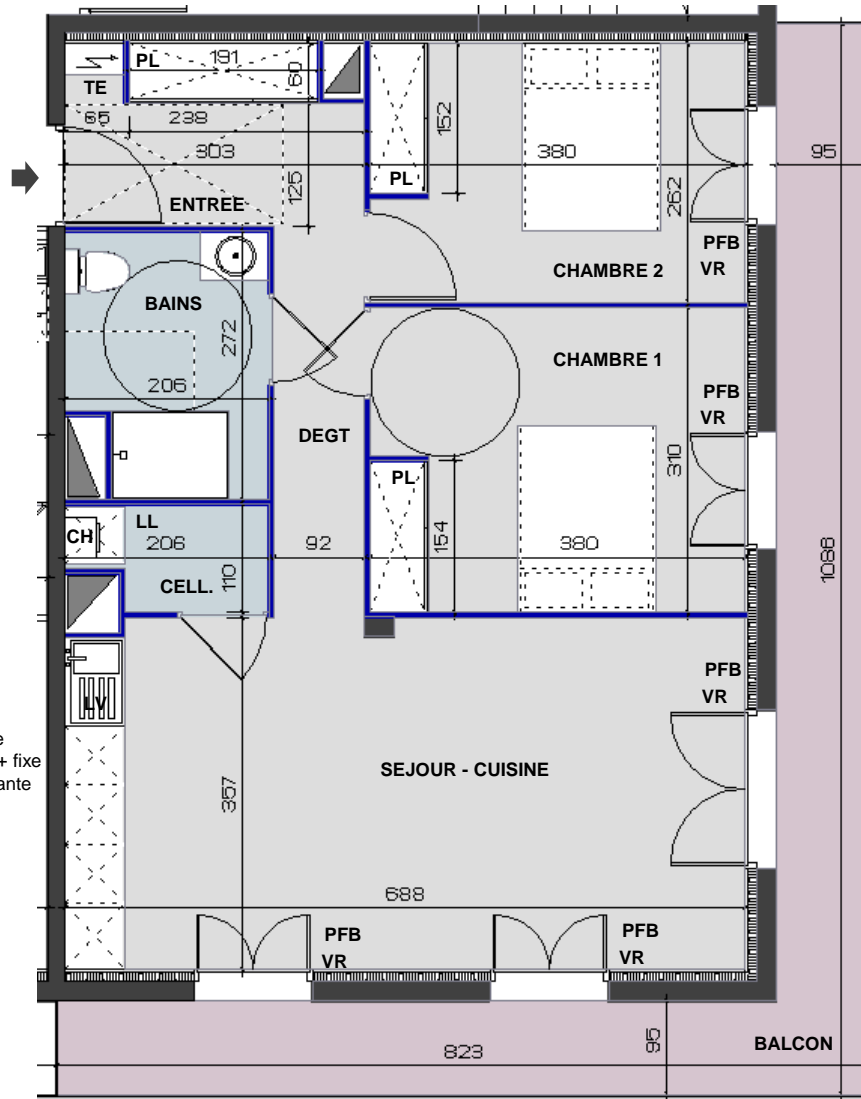 PL
191
60
TE
65
238
303
125
ENTREE
152
PL
380
262
95
PFB
VR
CHAMBRE 2
BAINS
272
206
CHAMBRE 1
PFB
VR
DEGT
310
PL
154
380
LL
CH
206
92
110
CELL.
1086
PFB
VR
LV
e
+ fixe
ante
SEJOUR - CUISINE
357
688
PFB
VR
PFB
VR
823
95
BALCON